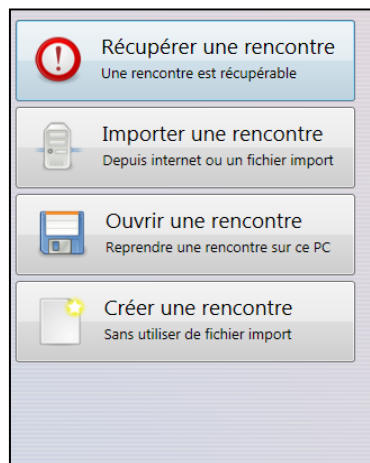 Récupérer une rencontre
Une rencontre est récupérable
Importer une rencontre
Depuis internet ou un fichier import
Ouvrir une rencontre
Reprendre une rencontre sur ce PC
Créer une rencontre
Sans utiliser de fichier import